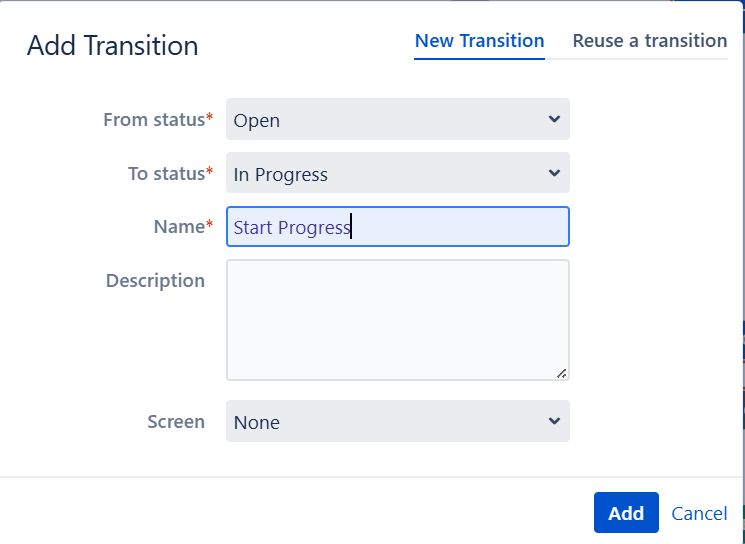 Add Transition
New Transition
Reuse a transition
From status*
Open
To status*
In Progress
Name*
Start Progress
Description
Screen
None
Add
Cancel